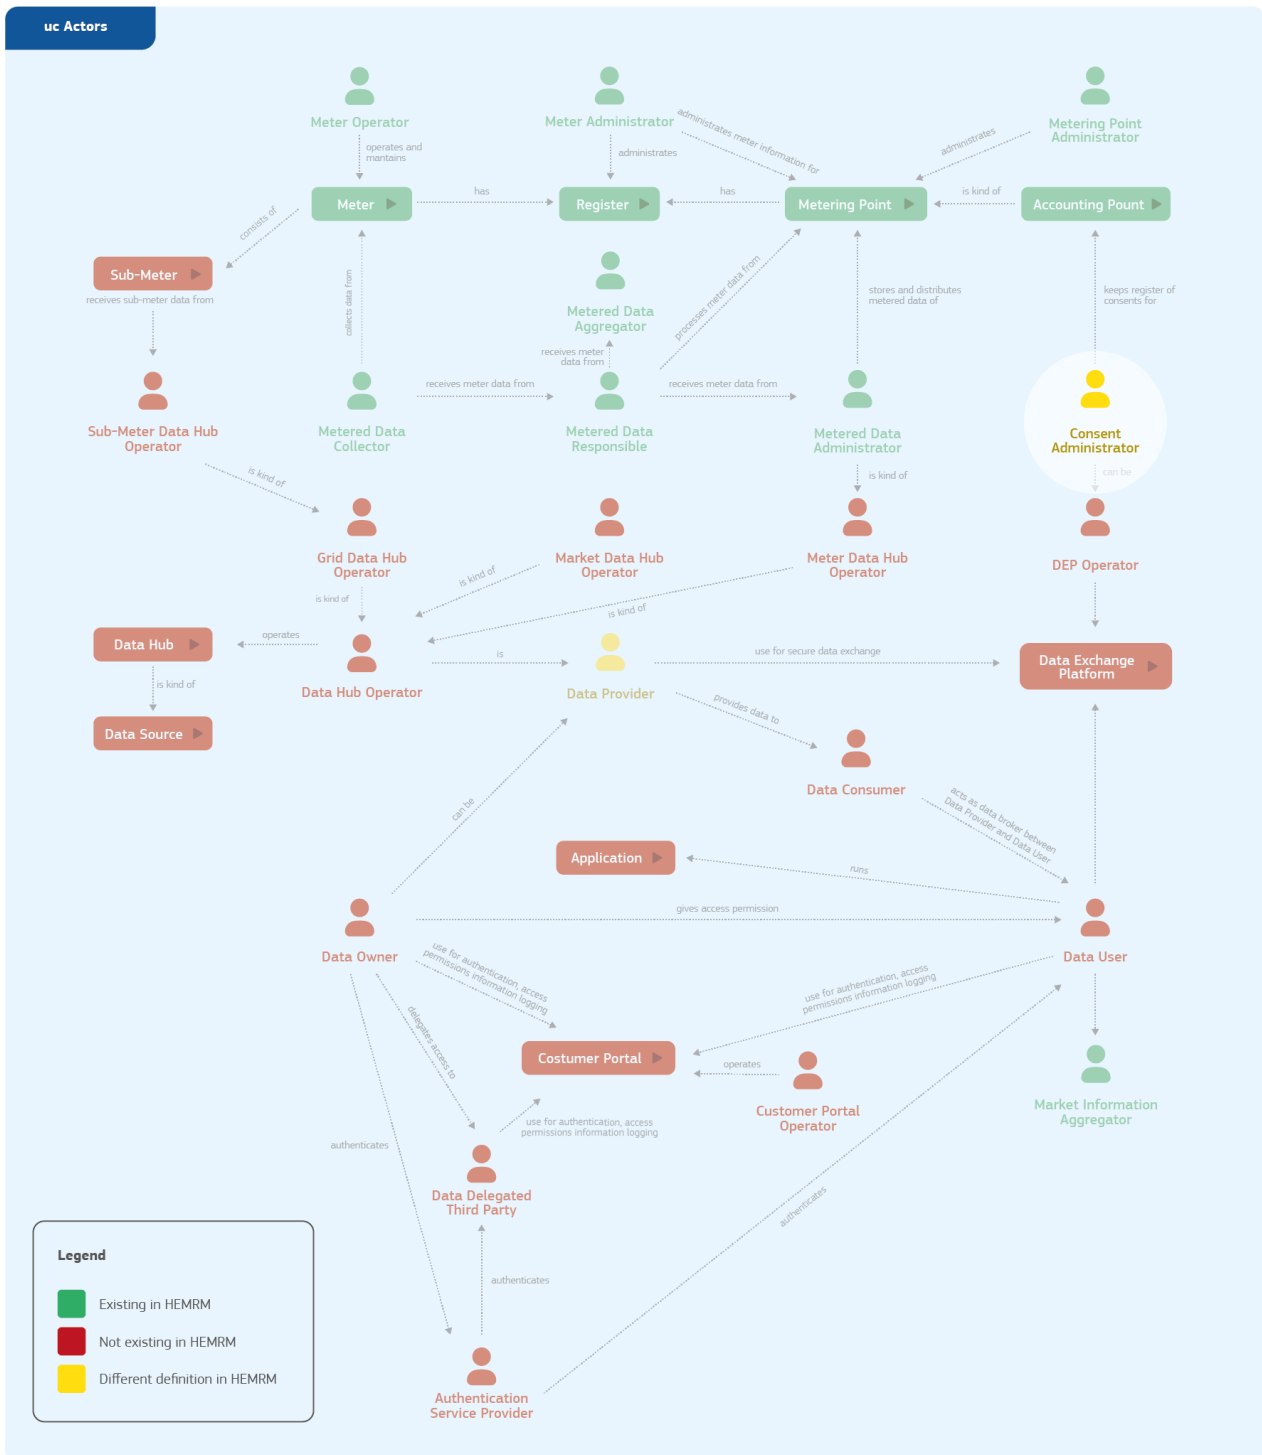 uc Actors
Meter Operator
Meter Administrator
Metering Point
Administrator
operates and
mantains
administrates
administrates meter information for
administrates
Meter
has
Register
has
Metering Point
is kind of
Accounting Pount
consists of
Sub-Meter
receives sub-meter data from
collects data from
Metered Data
Aggregator
processes meter data from
stores and distributes
metered data of
keeps register of
consents for
receives meter
data from
receives meter data from
receives meter data from
Sub-Meter Data Hub
Operator
Metered Data
Collector
Metered Data
Responsible
Metered Data
Administrator
Consent
Administrator
is kind of
is kind of
can be
Grid Data Hub
Operator
Market Data Hub
Operator
Meter Data Hub
Operator
DEP Operator
is kind of
is kind of
is kind of
Data Hub
operates
is
use for secure data exchange
Data Exchange
Platform
is kind of
Data Hub Operator
Data Provider
provides data to
Data Source
Data Consumer
can be
acts as data broker between
Data Provider and Data User
Application
runs
gives access permission
Data Owner
Data User
use for authentication, access
permissions information logging
use for authentication, access
permissions information logging
delegates access to
Costumer Portal
operates
Customer Portal
Operator
Market Information
Aggregator
use for authentication, access
permissions information logging
authenticates
Data Delegated
Third Party
authenticates
authenticates
Legend
Existing in HEMRM
Not existing in HEMRM
Different definition in HEMRM
Authentication
Service Provider